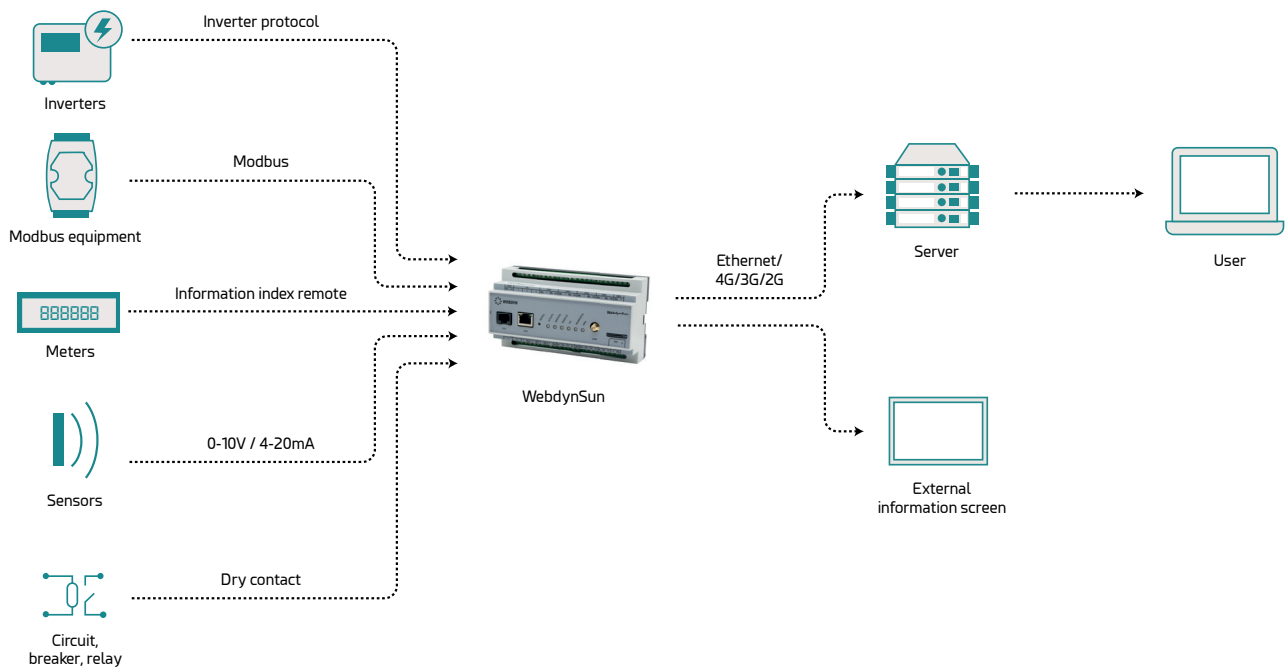 Inverter protocol
Inverters
Modbus
Modbus equipment
Information index remote
888888
Meters
0-10V / 4-20mA
Sensors
Dry contact
Circuit,
breaker, relay
WebdynSun
Ethernet/
4G/3G/2G
Server
User
External
information screen